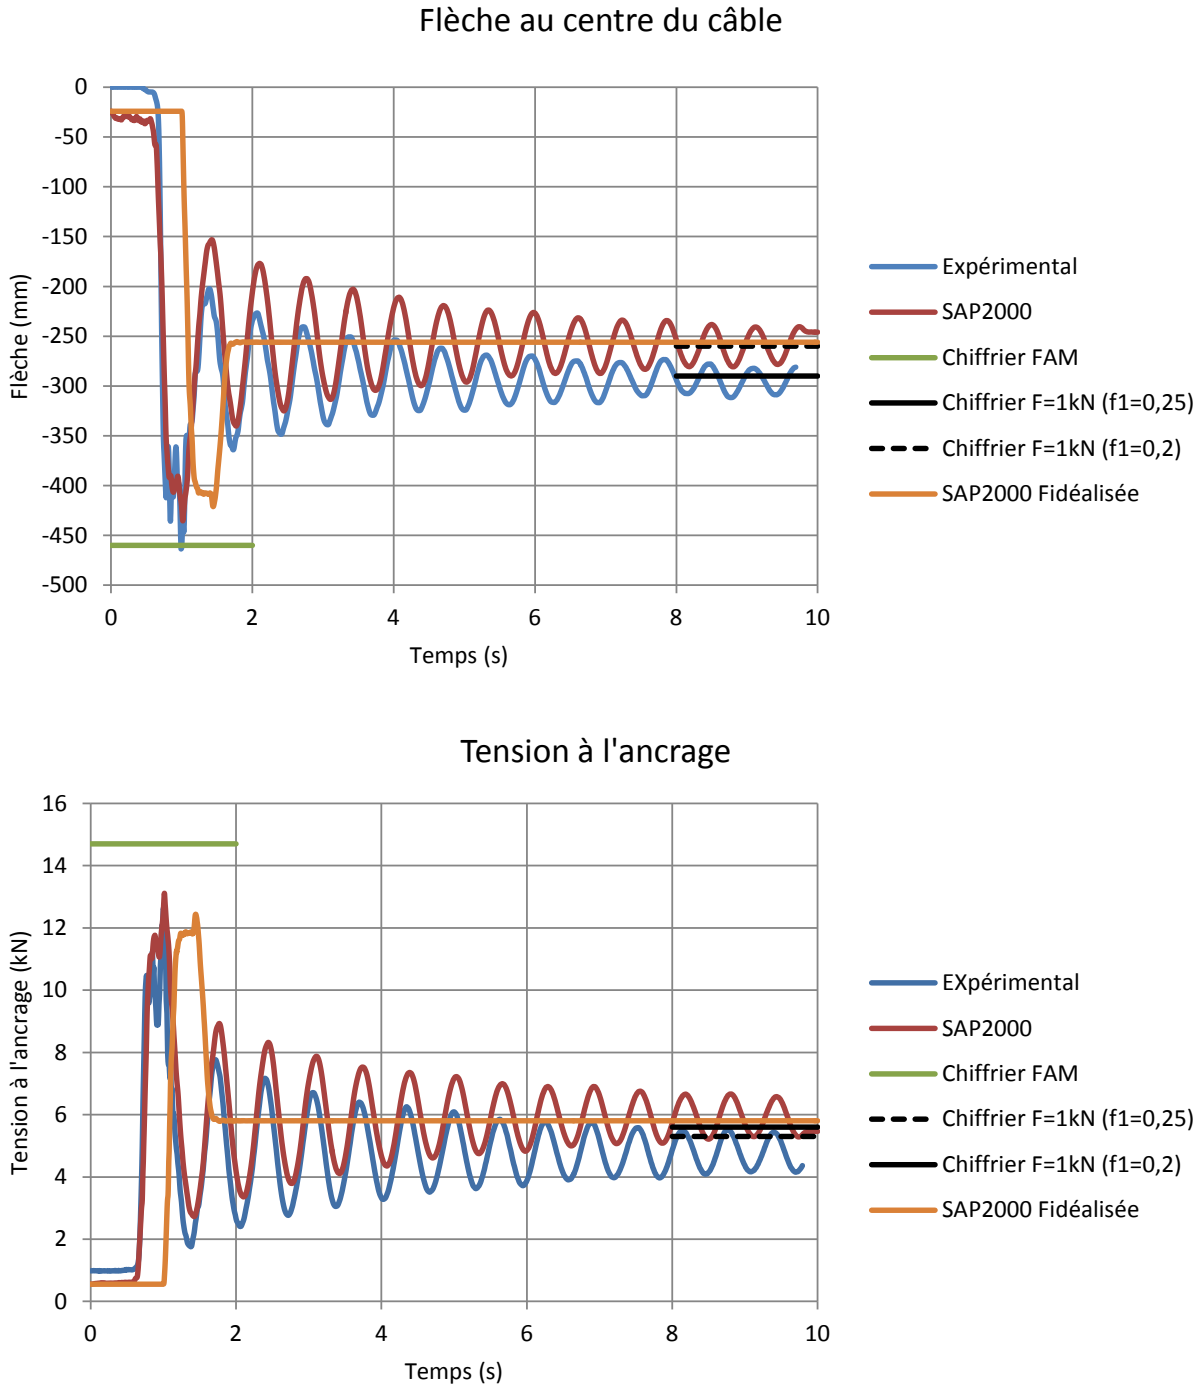 Flèche au centre du câble
0
-50
-100
-150
-200
-250
-300
-350
-400
-450
-500
Flèche (mm)
0 2 4 6 8 10
Temps (s)
Expérimental
SAP2000
Chiffrier FAM
Chiffrier F=1kN (f1=0,25)
Chiffrier F=1kN (f1=0,2)
SAP2000 Fidéalisée
Tension à l'ancrage
16
14
12
10
8
6
4
2
0
Tension à l'ancrage (kN)
0 2 4 6 8 10
Temps (s)
EXpérimental
SAP2000
Chiffrier FAM
Chiffrier F=1kN (f1=0,25)
Chiffrier F=1kN (f1=0,2)
SAP2000 Fidéalisée